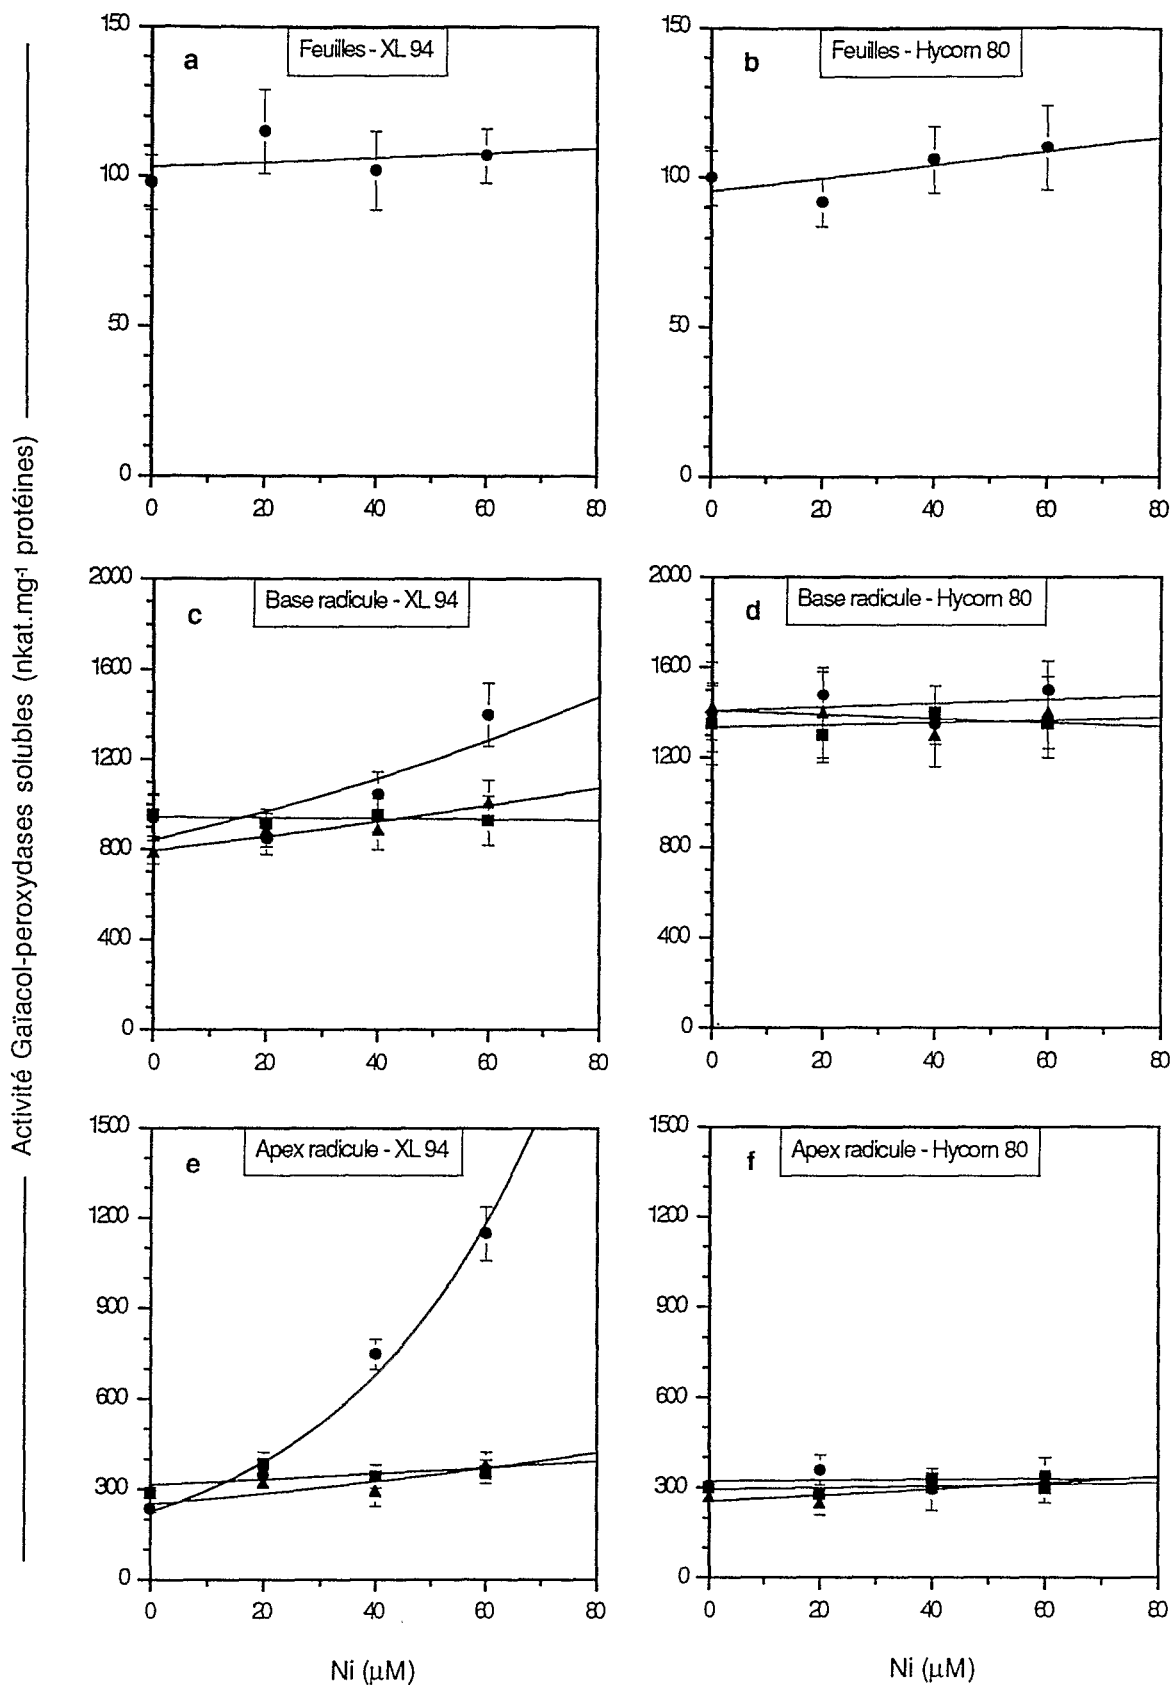 Activité Gaïacol-peroxydases solubles (nkat.mg-1 protéines)
a
Feuilles - XL 94
150
100
50
0
0 20 40 60 80
b
Feuilles - Hycorn 80
150
100
50
0
0 20 40 60 80
c
Base radicule - XL 94
2000
1600
1200
800
400
0
0 20 40 60 80
d
Base radicule - Hycorn 80
2000
1600
1200
800
400
0
0 20 40 60 80
e
Apex radicule - XL 94
1500
1200
900
600
300
0
0 20 40 60 80
Ni (µM)
f
Apex radicule - Hycorn 80
1500
1200
900
600
300
0
0 20 40 60 80
Ni (µM)